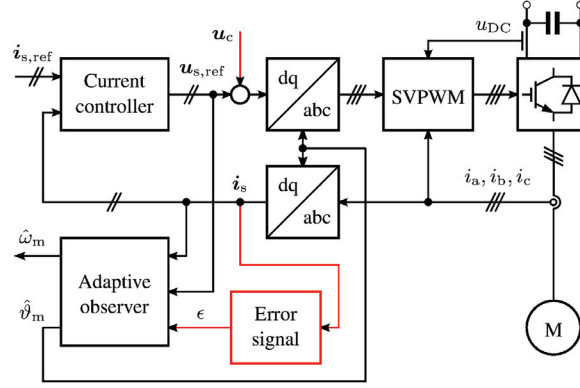 u_c
u_DC
i_s,ref
u_s,ref
Current
controller
dq
abc
SVPWM
i_s
dq
abc
i_a, i_b, i_c
ω̂_m
Adaptive
observer
ϑ̂_m
ϵ
Error
signal
M